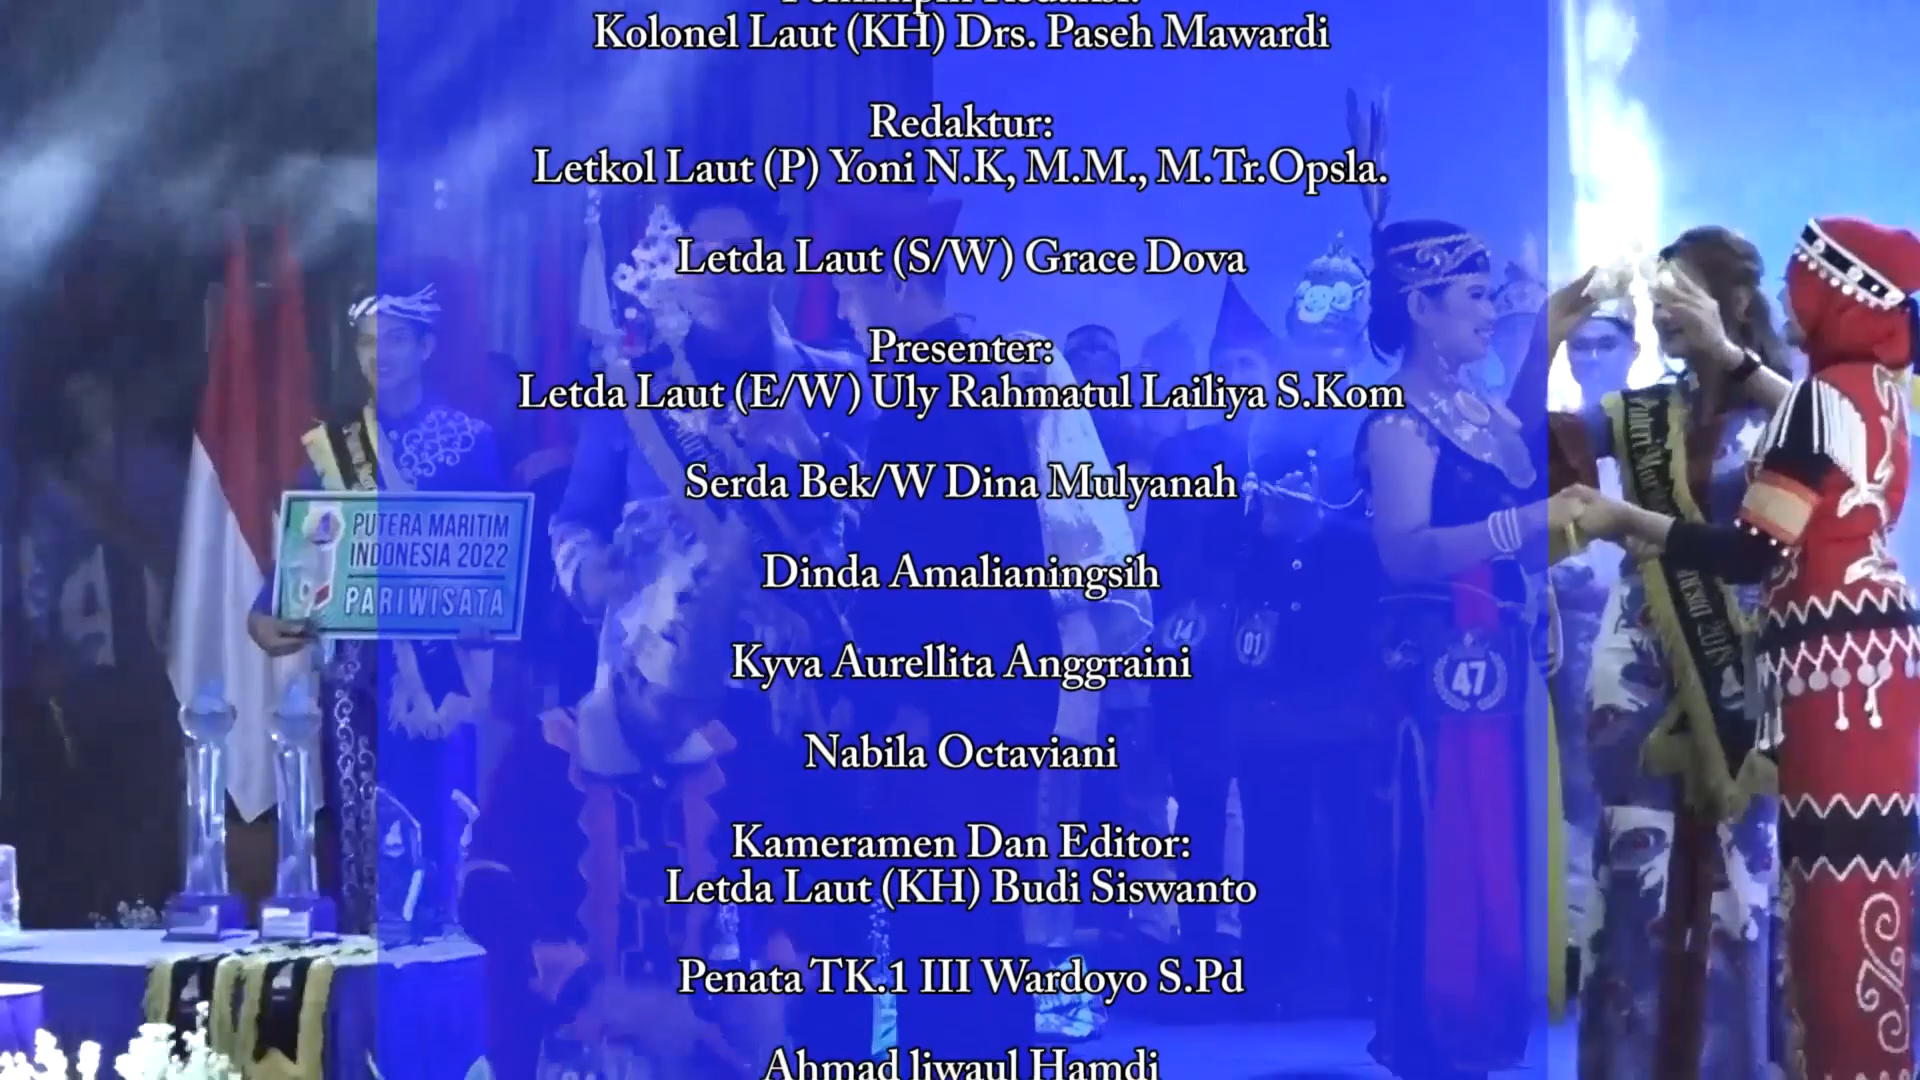 Pemimpin Redaksi:
Kolonel Laut (KH) Drs. Paseh Mawardi
Redaktur:
Letkol Laut (P) Yoni N.K, M.M., M.Tr.Opsla.
Letda Laut (S/W) Grace Dova
Presenter:
Letda Laut (E/W) Uly Rahmatul Lailiya S.Kom
Serda Bek/W Dina Mulyanah
Dinda Amalianingsih
Kyva Aurellita Anggraini
Nabila Octaviani
Kameramen Dan Editor:
Letda Laut (KH) Budi Siswanto
Penata TK.1 III Wardoyo S.Pd
Ahmad liwaul Hamdi
PUTERA MARITIM
INDONESIA 2022
PARIWISATA
14
01
47